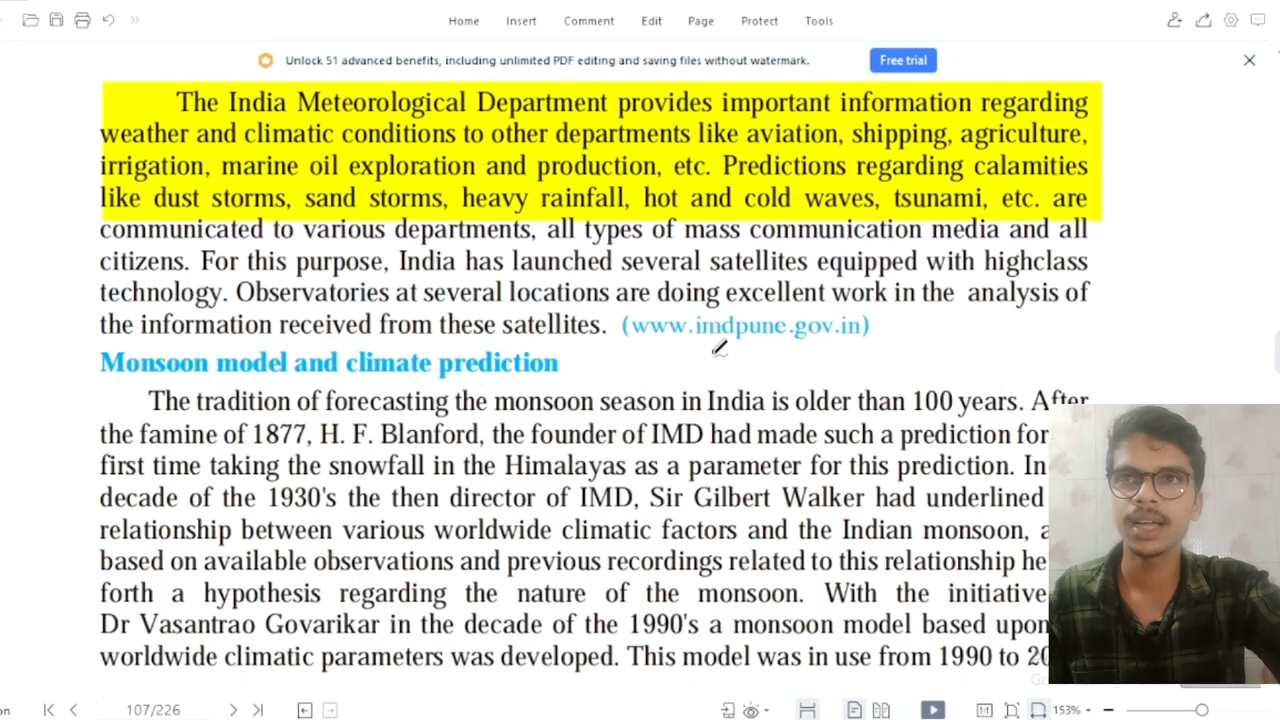 Home Insert Comment Edit Page Protect Tools
Unlock 51 advanced benefits, including unlimited PDF editing and saving files without watermark. Free trial
The India Meteorological Department provides important information regarding
weather and climatic conditions to other departments like aviation, shipping, agriculture,
irrigation, marine oil exploration and production, etc. Predictions regarding calamities
like dust storms, sand storms, heavy rainfall, hot and cold waves, tsunami, etc. are
communicated to various departments, all types of mass communication media and all
citizens. For this purpose, India has launched several satellites equipped with highclass
technology. Observatories at several locations are doing excellent work in the analysis of
the information received from these satellites. (www.imdpune.gov.in)
Monsoon model and climate prediction
The tradition of forecasting the monsoon season in India is older than 100 years. After
the famine of 1877, H. F. Blanford, the founder of IMD had made such a prediction for
first time taking the snowfall in the Himalayas as a parameter for this prediction. In
decade of the 1930's the then director of IMD, Sir Gilbert Walker had underlined
relationship between various worldwide climatic factors and the Indian monsoon,
based on available observations and previous recordings related to this relationship he
forth a hypothesis regarding the nature of the monsoon. With the initiative
Dr Vasantrao Govarikar in the decade of the 1990's a monsoon model based upon
worldwide climatic parameters was developed. This model was in use from 1990 to
107/226 1:1 153%